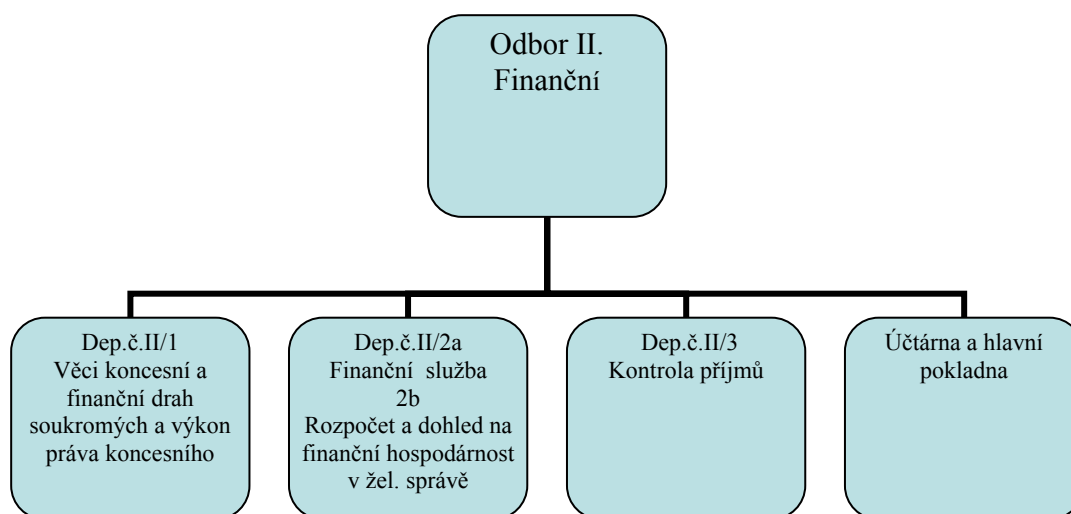 Odbor II.
Finanční
Dep.č.II/1
Věci koncesní a
finanční drah
soukromých a výkon
práva koncesního
Dep.č.II/2a
Finanční služba
2b
Rozpočet a dohled na
finanční hospodárnost
v žel. správě
Dep.č.II/3
Kontrola příjmů
Účtárna a hlavní
pokladna